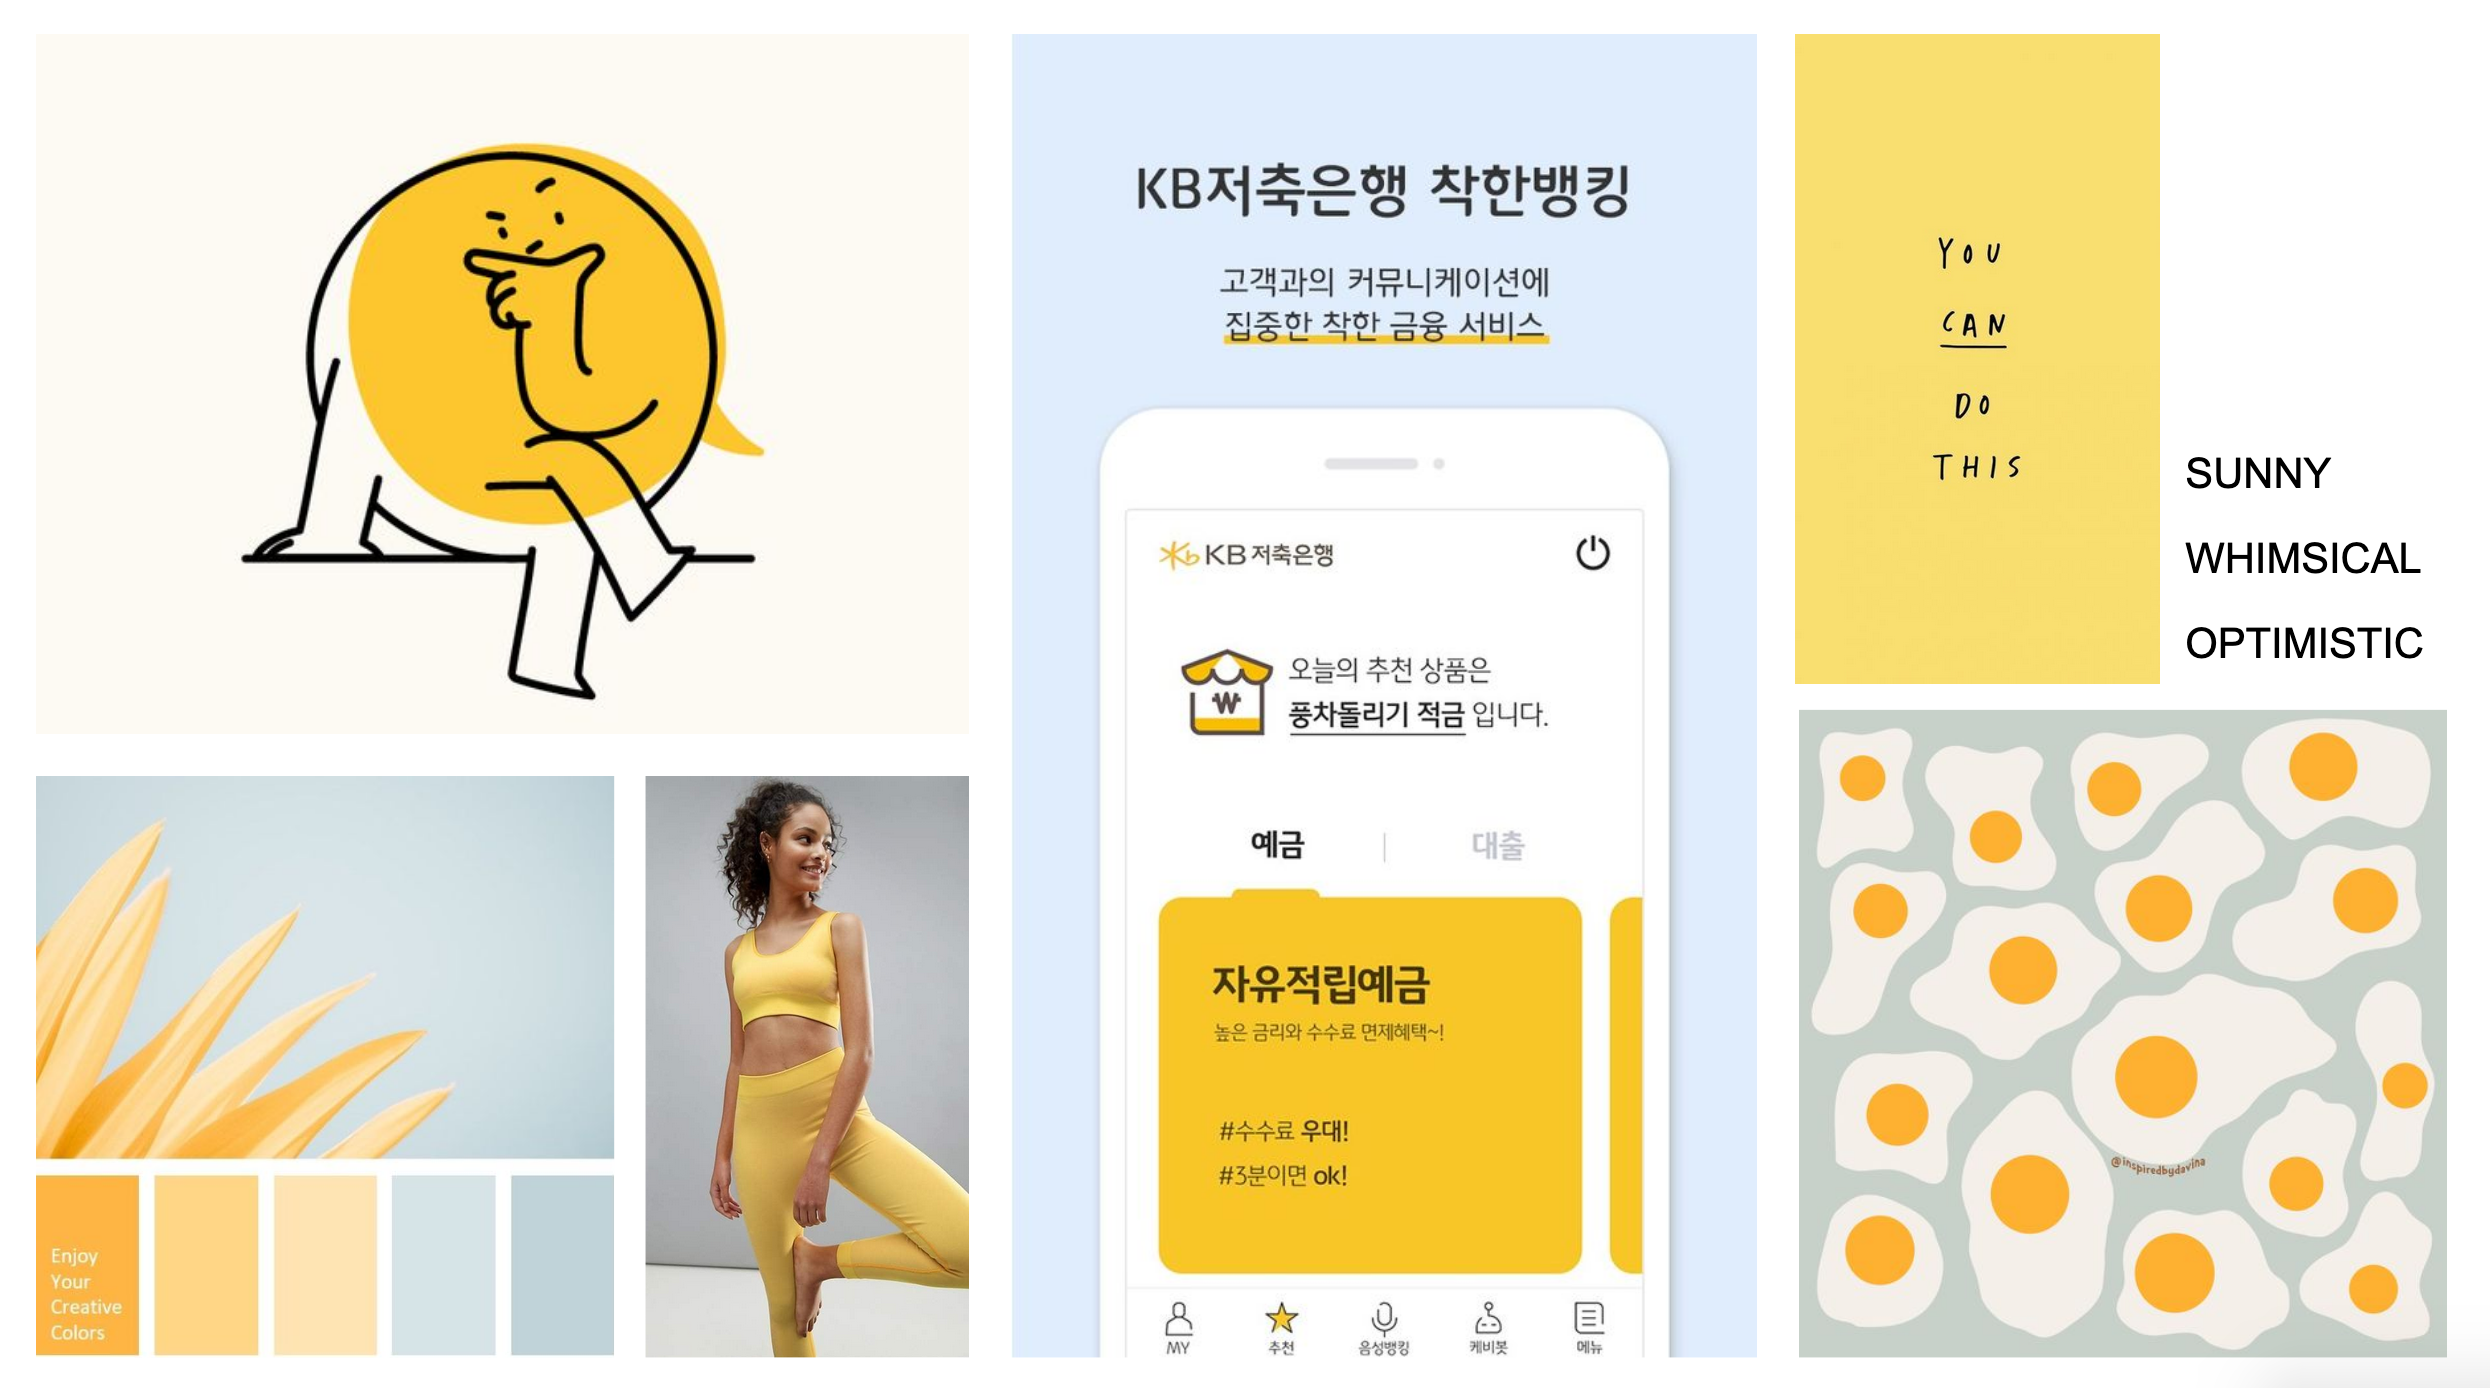 KB저축은행 착한뱅킹
고객과의 커뮤니케이션에
집중한 착한 금융 서비스
Kb KB 저축은행
오늘의 추천 상품은
₩
풍차돌리기 적금 입니다.
예금 | 대출
자유적립예금
높은 금리와 수수료 면제혜택~!
#수수료 우대!
#3분이면 ok!
MY
추천
음성뱅킹
케비봇
메뉴
YOU
CAN
DO
THIS
SUNNY
WHIMSICAL
OPTIMISTIC
Enjoy
Your
Creative
Colors
@inspiredbydavina